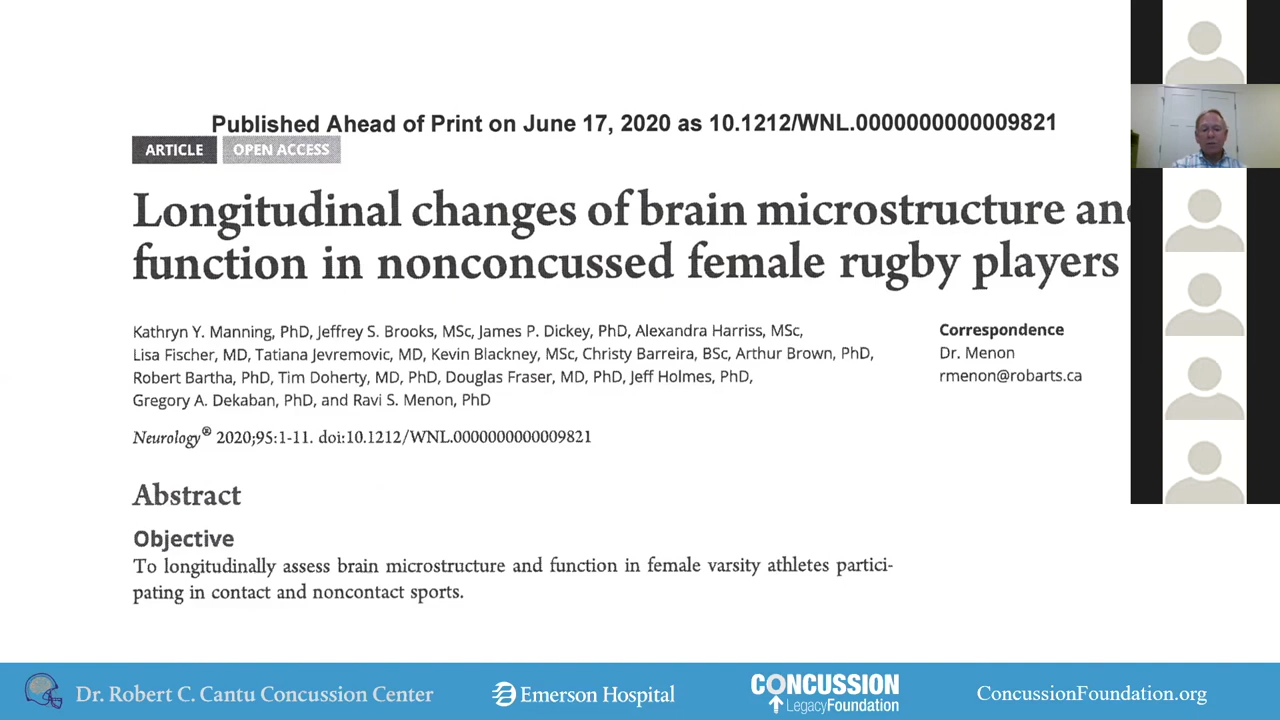 Published Ahead of Print on June 17, 2020 as 10.1212/WNL.0000000000009821
ARTICLE OPEN ACCESS
Longitudinal changes of brain microstructure and
function in nonconcussed female rugby players
Kathryn Y. Manning, PhD, Jeffrey S. Brooks, MSc, James P. Dickey, PhD, Alexandra Harriss, MSc,
Lisa Fischer, MD, Tatiana Jevremovic, MD, Kevin Blackney, MSc, Christy Barreira, BSc, Arthur Brown, PhD,
Robert Bartha, PhD, Tim Doherty, MD, PhD, Douglas Fraser, MD, PhD, Jeff Holmes, PhD,
Gregory A. Dekaban, PhD, and Ravi S. Menon, PhD
Correspondence
Dr. Menon
rmenon@robarts.ca
Neurology® 2020;95:1-11. doi:10.1212/WNL.0000000000009821
Abstract
Objective
To longitudinally assess brain microstructure and function in female varsity athletes partici-
pating in contact and noncontact sports.
Dr. Robert C. Cantu Concussion Center
Emerson Hospital
CONCUSSION
LegacyFoundation
ConcussionFoundation.org